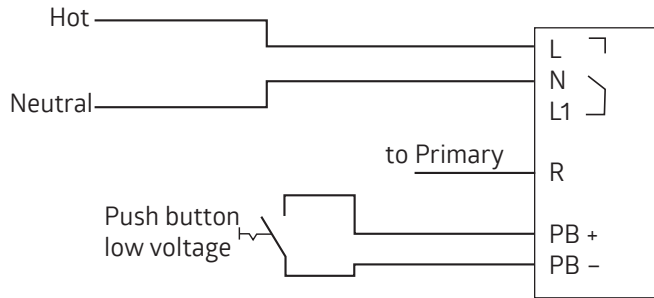 Hot
L
Neutral
N
L1
to Primary
R
Push button
low voltage
PB +
PB –